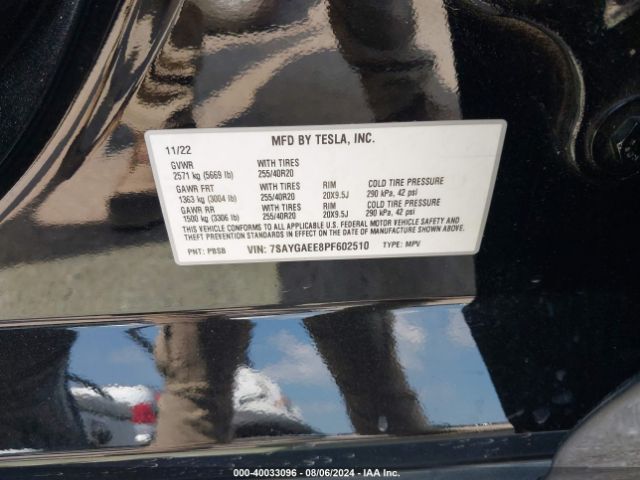 MFD BY TESLA, INC.
11/22
GVWR WITH TIRES
2571 kg (5669 lb) 255/40R20
GAWR FRT WITH TIRES RIM COLD TIRE PRESSURE
1363 kg (3004 lb) 255/40R20 20X9.5J 290 kPa, 42 psi
GAWR RR WITH TIRES RIM COLD TIRE PRESSURE
1500 kg (3306 lb) 255/40R20 20X9.5J 290 kPa, 42 psi
THIS VEHICLE CONFORMS TO ALL APPLICABLE U.S. FEDERAL MOTOR VEHICLE SAFETY AND
THEFT PREVENTION STANDARDS IN EFFECT ON THE DATE OF MANUFACTURE SHOWN ABOVE.
PNT: PBSB VIN: 7SAYGAEE8PF602510 TYPE: MPV
000-40033096 - 08/06/2024 - IAA Inc.